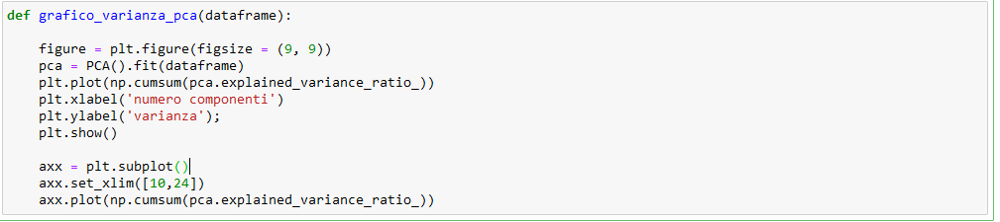 def grafico_varianza_pca(dataframe):
    figure = plt.figure(figsize = (9, 9))
    pca = PCA().fit(dataframe)
    plt.plot(np.cumsum(pca.explained_variance_ratio_))
    plt.xlabel('numero componenti')
    plt.ylabel('varianza');
    plt.show()
    axx = plt.subplot()
    axx.set_xlim([10,24])
    axx.plot(np.cumsum(pca.explained_variance_ratio_))